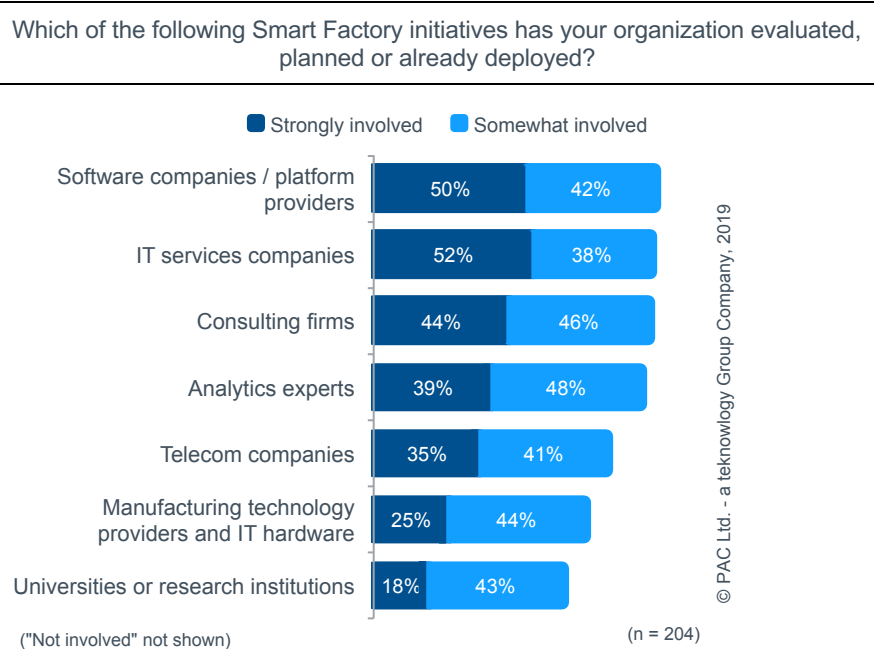 Which of the following Smart Factory initiatives has your organization evaluated,
planned or already deployed?
Strongly involved
Somewhat involved
Software companies / platform
providers
50%
42%
IT services companies
52%
38%
Consulting firms
44%
46%
Analytics experts
39%
48%
Telecom companies
35%
41%
Manufacturing technology
providers and IT hardware
25%
44%
Universities or research institutions
18%
43%
© PAC Ltd. - a teknowlogy Group Company, 2019
("Not involved" not shown)
(n = 204)